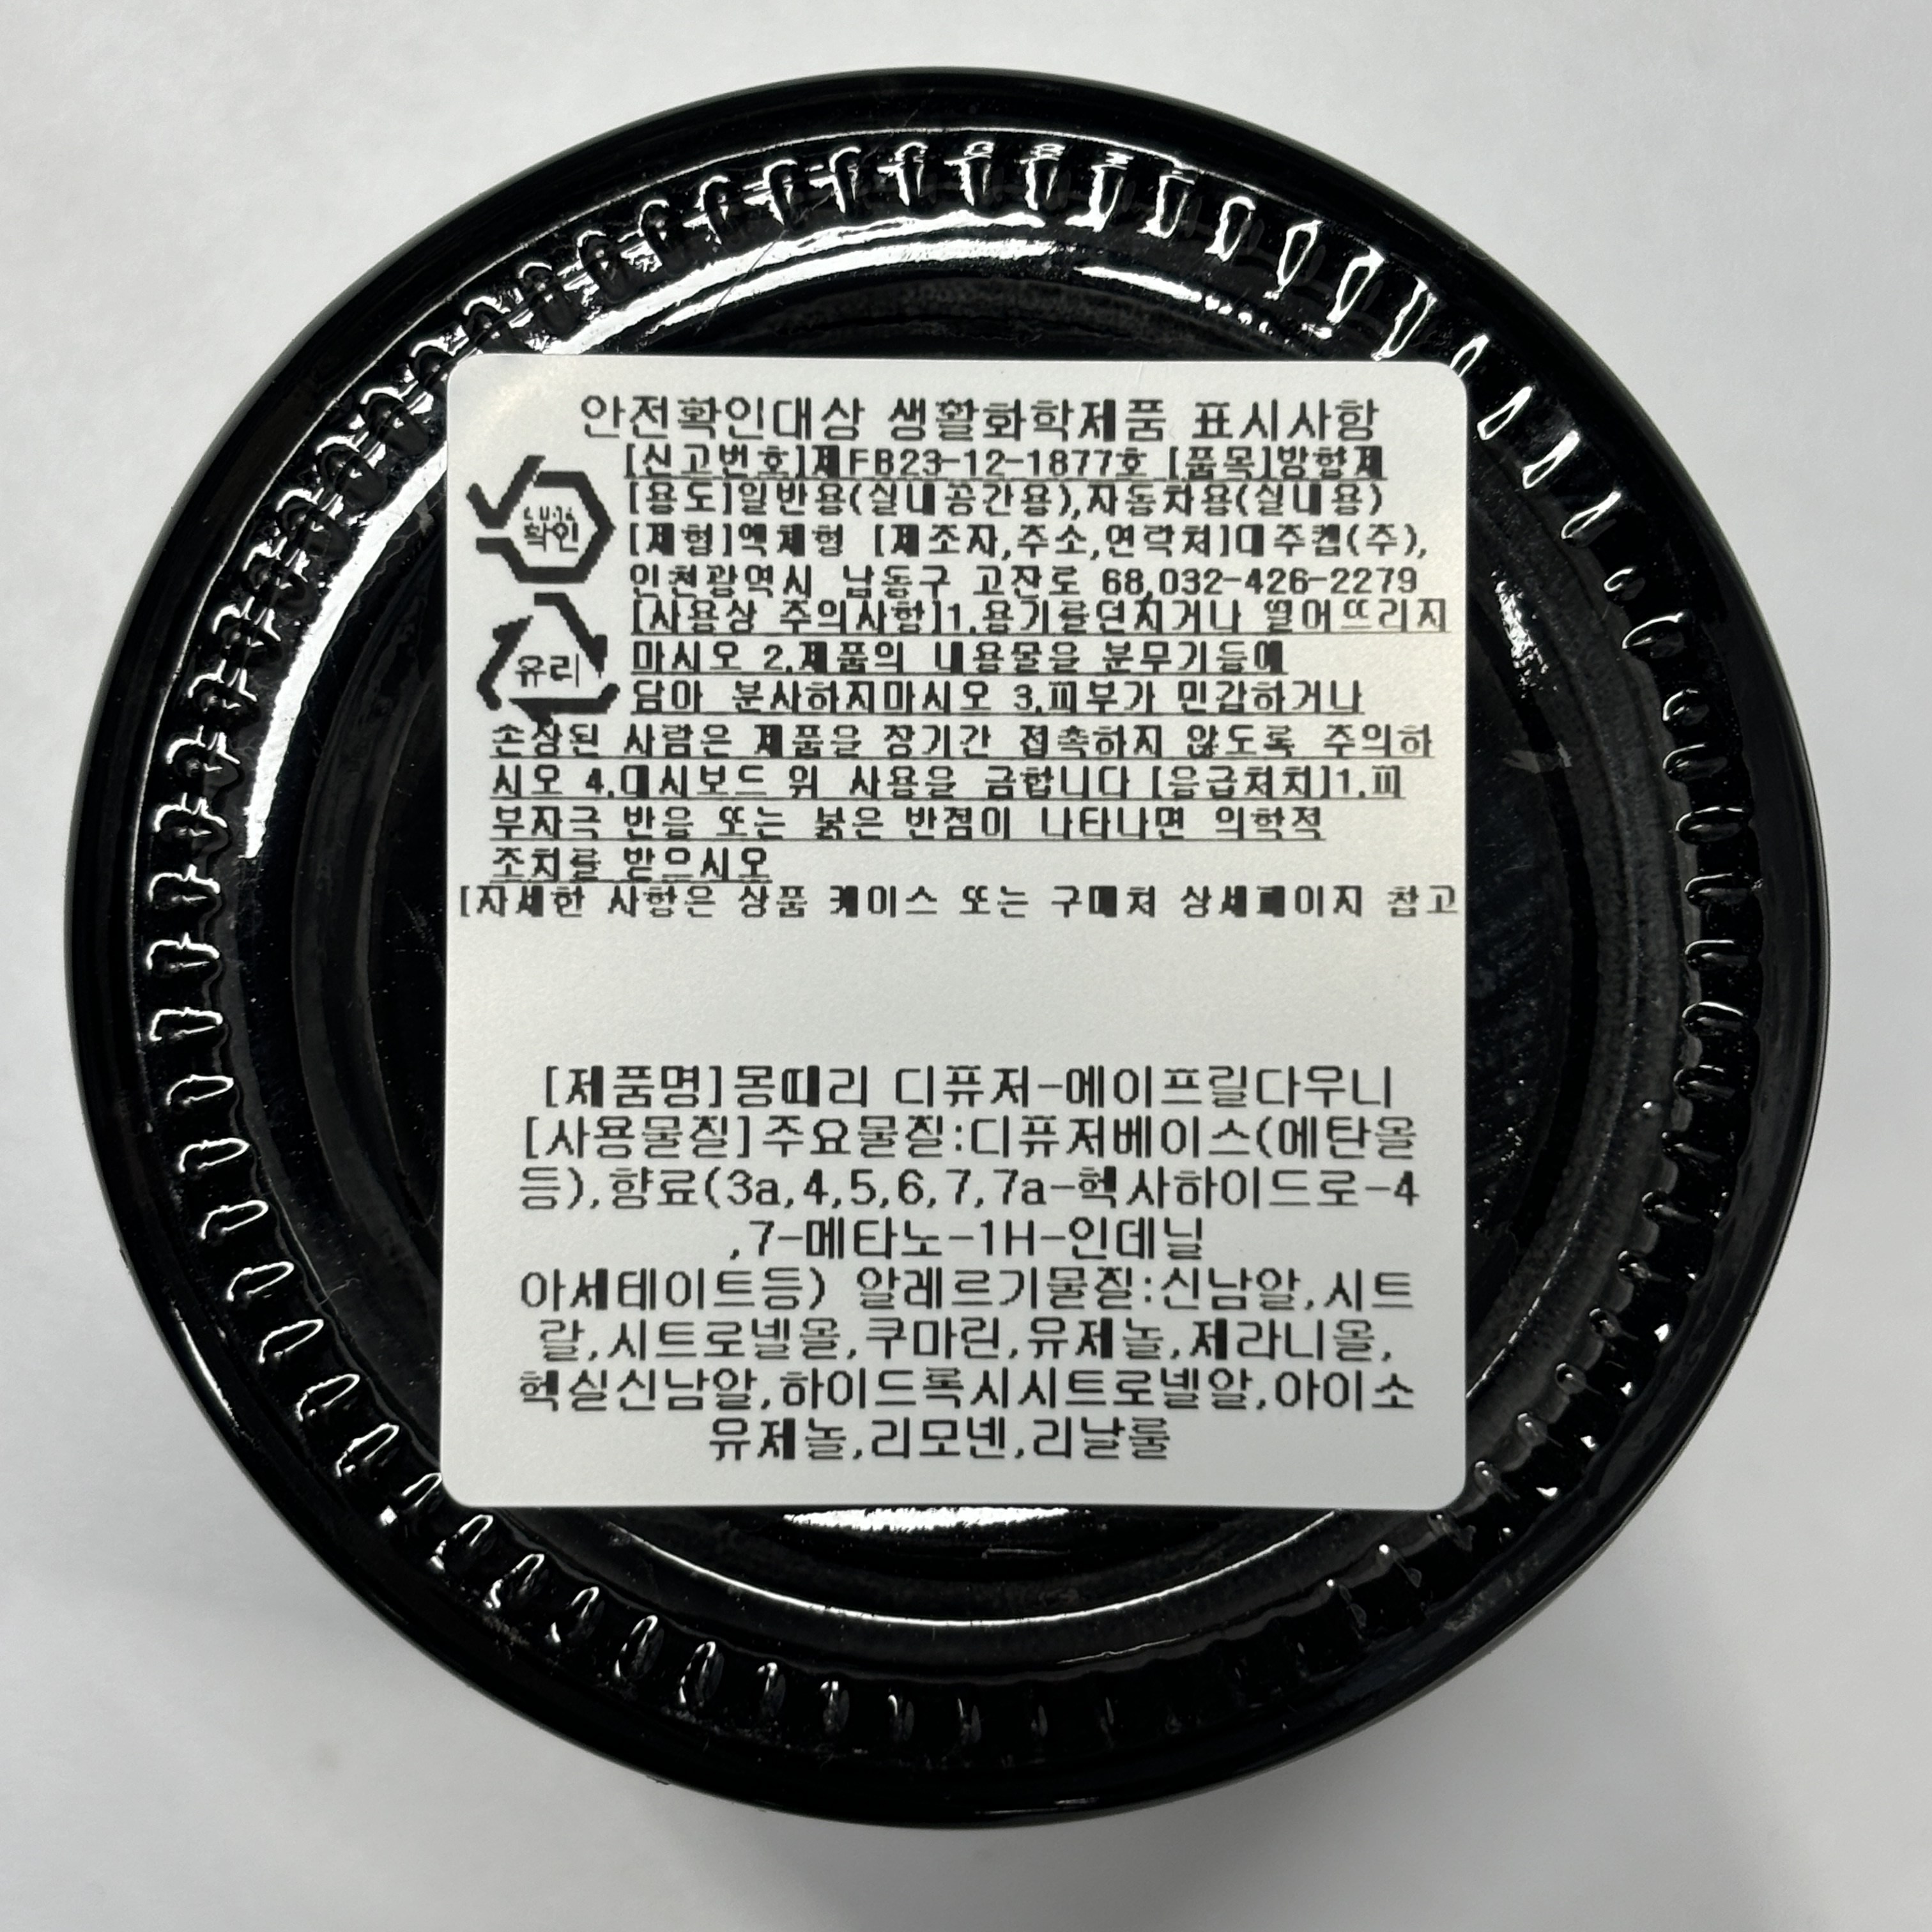 안전확인대상 생활화학제품 표시사항
[신고번호]제FB23-12-1877호 [품목]방향제
[용도]일반용(실내공간용),자동차용(실내용)
[제형]액체형 [제조자,주소,연락처]대주켐(주),
확인
인천광역시 남동구 고잔로 68,032-426-2279
[사용상 주의사항]1.용기를던지거나 떨어뜨리지
유리
마시오 2.제품의 내용물을 분무기등에
담아 분사하지마시오 3.피부가 민감하거나
손상된 사람은 제품을 장기간 접촉하지 않도록 주의하
시오 4.대시보드 위 사용을 금합니다 [응급처치]1.피
부자극 반응 또는 붉은 반점이 나타나면 의학적
조치를 받으시오
[자세한 사항은 상품 케이스 또는 구매처 상세페이지 참고
[제품명]몽때리 디퓨저-에이프릴다우니
[사용물질]주요물질:디퓨저베이스(에탄올
등),향료(3a,4,5,6,7,7a-헥사하이드로-4
,7-메타노-1H-인데닐
아세테이트등) 알레르기물질:신남알,시트
랄,시트로넬올,쿠마린,유제놀,제라니올,
헥실신남알,하이드록시시트로넬알,아이소
유제놀,리모넨,리날룰